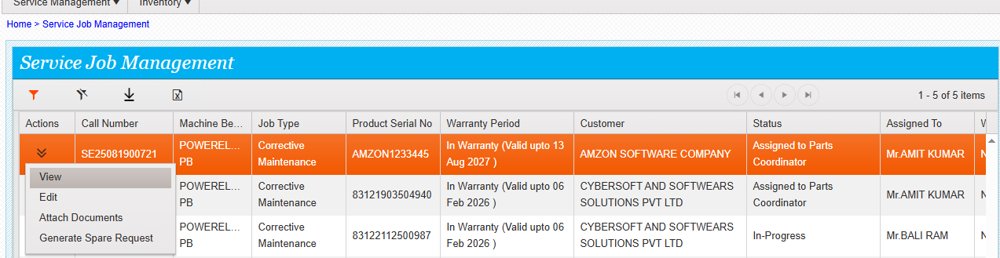 Service Management Inventory
Home > Service Job Management
Service Job Management
1 - 5 of 5 items
Actions Call Number Machine Be... Job Type Product Serial No Warranty Period Customer Status Assigned To
SE25081900721 POWEREL... PB Corrective Maintenance AMZON1233445 In Warranty (Valid upto 13 Aug 2027 ) AMZON SOFTWARE COMPANY Assigned to Parts Coordinator Mr.AMIT KUMAR
View
Edit
Attach Documents
Generate Spare Request
POWEREL... PB Corrective Maintenance 83121903504940 In Warranty (Valid upto 06 Feb 2026 ) CYBERSOFT AND SOFTWEARS SOLUTIONS PVT LTD Assigned to Parts Coordinator Mr.AMIT KUMAR
POWEREL... PB Corrective Maintenance 83122112500987 In Warranty (Valid upto 06 Feb 2026 ) CYBERSOFT AND SOFTWEARS SOLUTIONS PVT LTD In-Progress Mr.BALI RAM